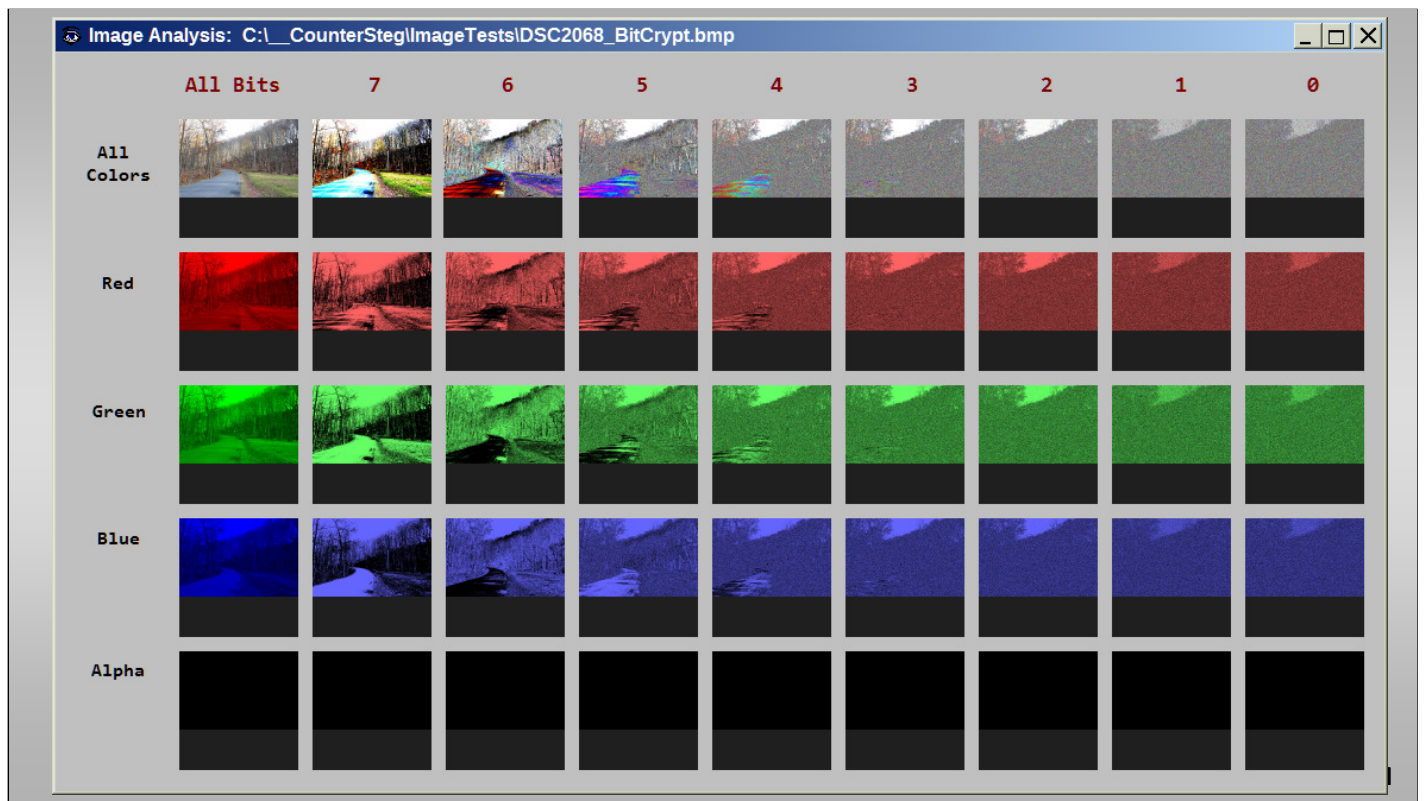 Image Analysis: C:\__CounterSteg\ImageTests\DSC2068_BitCrypt.bmp
All Bits 7 6 5 4 3 2 1 0
All
Colors
Red
Green
Blue
Alpha